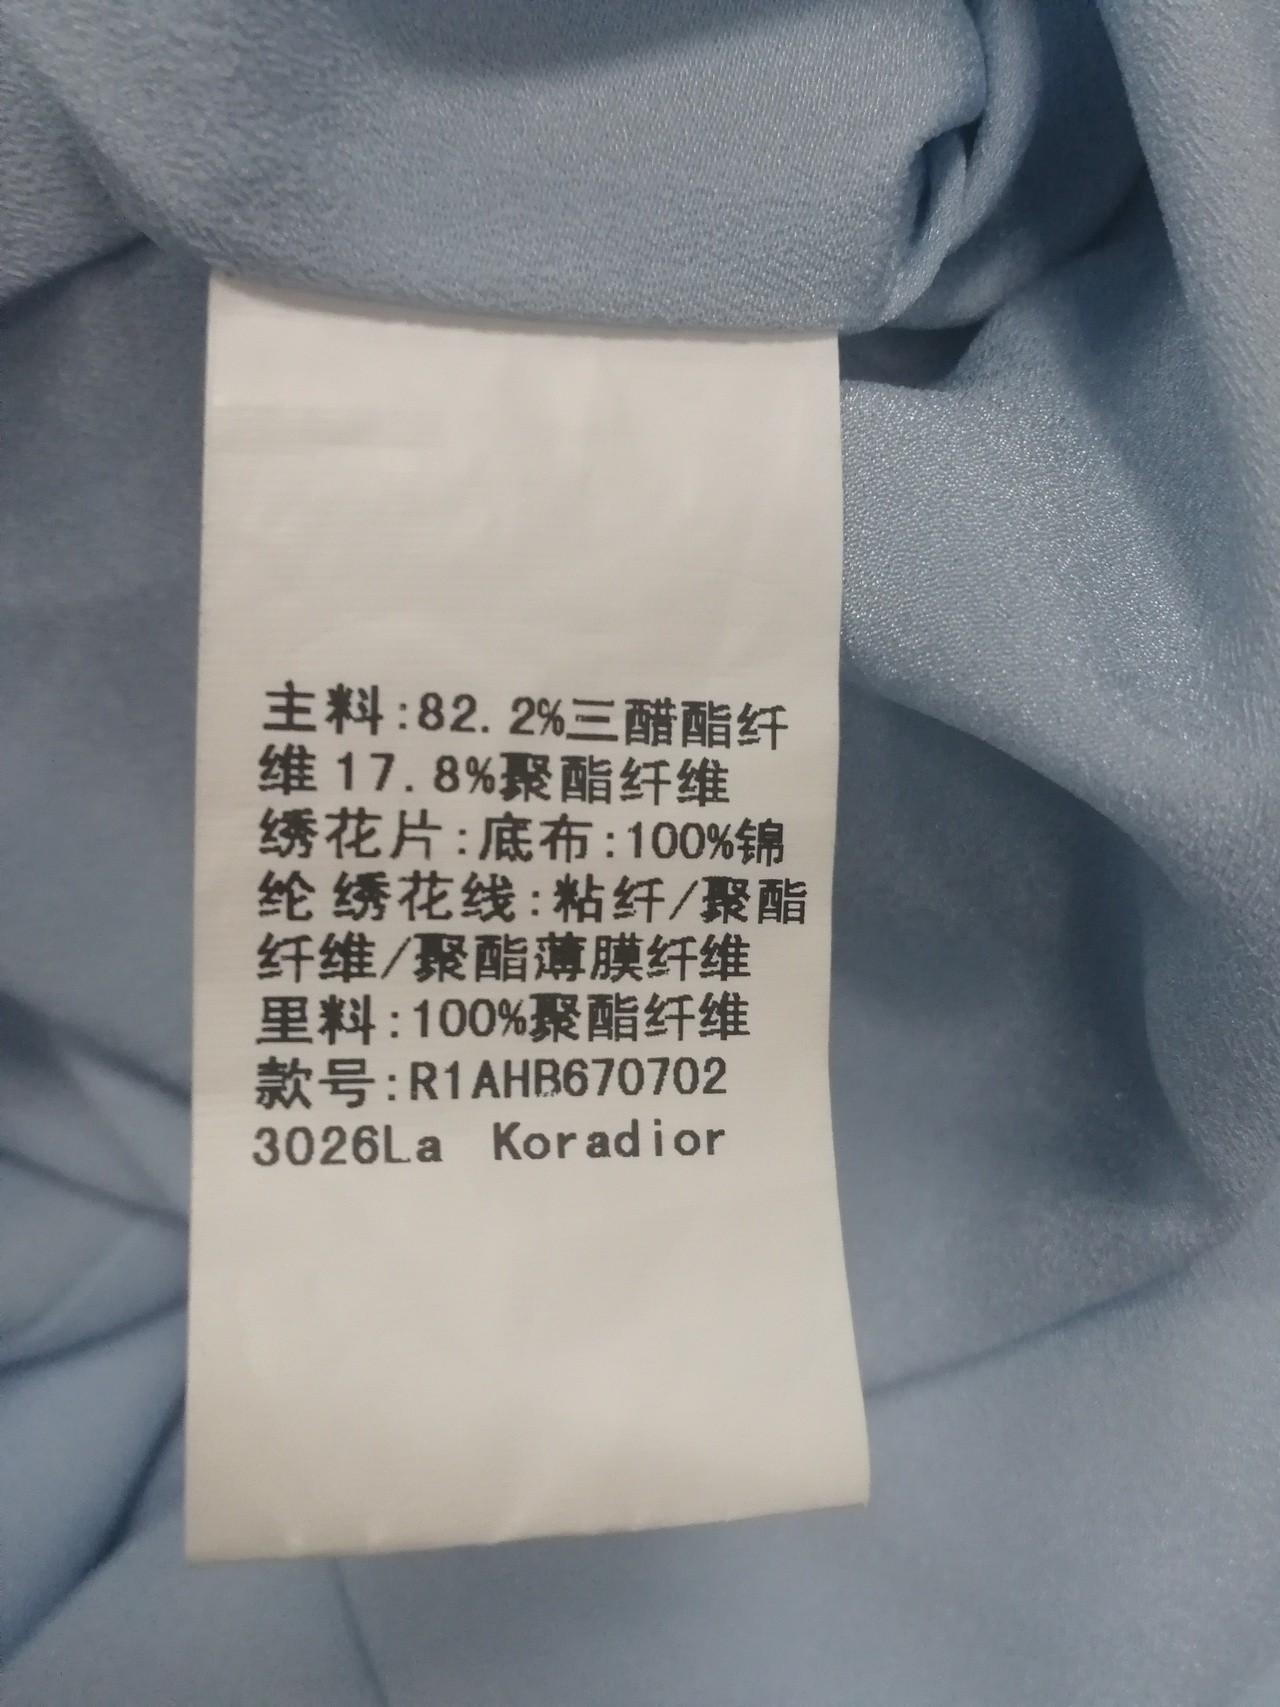 主料:82.2%三醋酯纤
维 17.8%聚酯纤维
绣花片:底布:100%锦
纶 绣花线:粘纤/聚酯
纤维/聚酯薄膜纤维
里料:100%聚酯纤维
款号:R1AHB670702
3026La Koradior